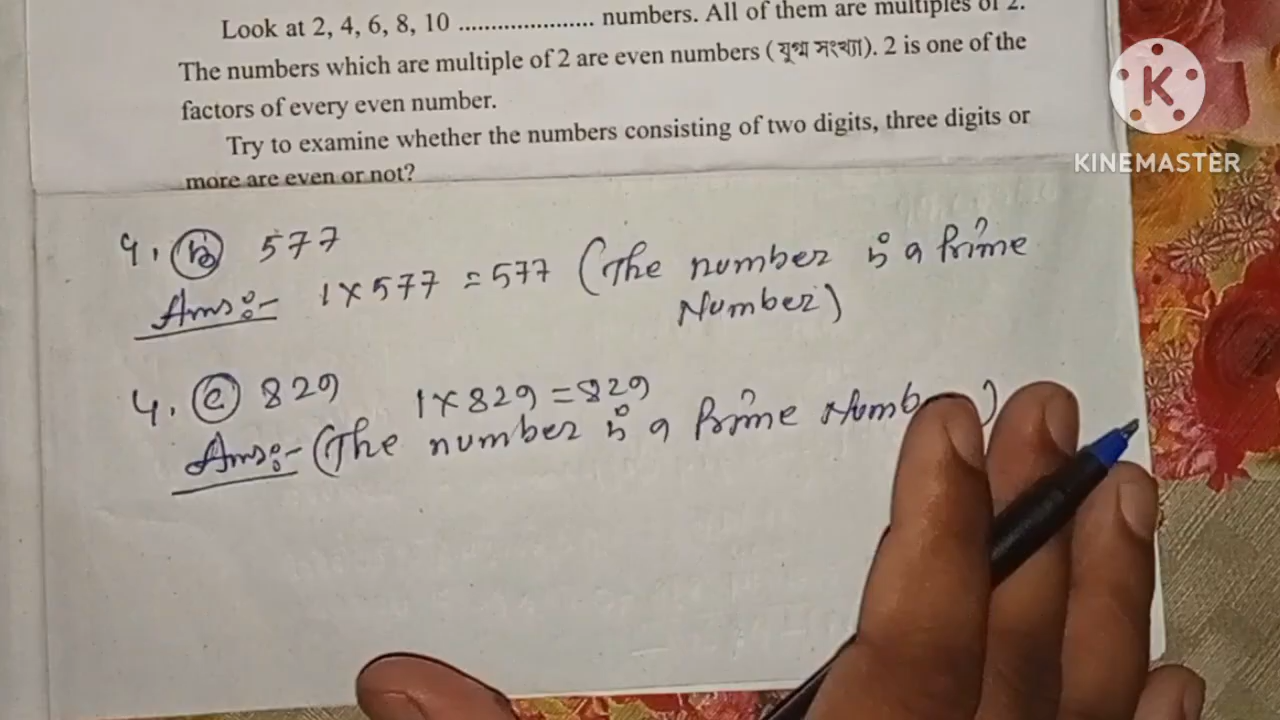 Look at 2, 4, 6, 8, 10 ..................... numbers. All of them are multiples of 2.
The numbers which are multiple of 2 are even numbers (যুগ্ম সংখ্যা). 2 is one of the
factors of every even number.
Try to examine whether the numbers consisting of two digits, three digits or
more are even or not?
K
KINEMASTER
4. (b) 577
Ans:- 1 × 577 = 577 (The number is a Prime
Number)
4. (c) 829 1 × 829 = 829
Ans:- (The number is a Prime Number)